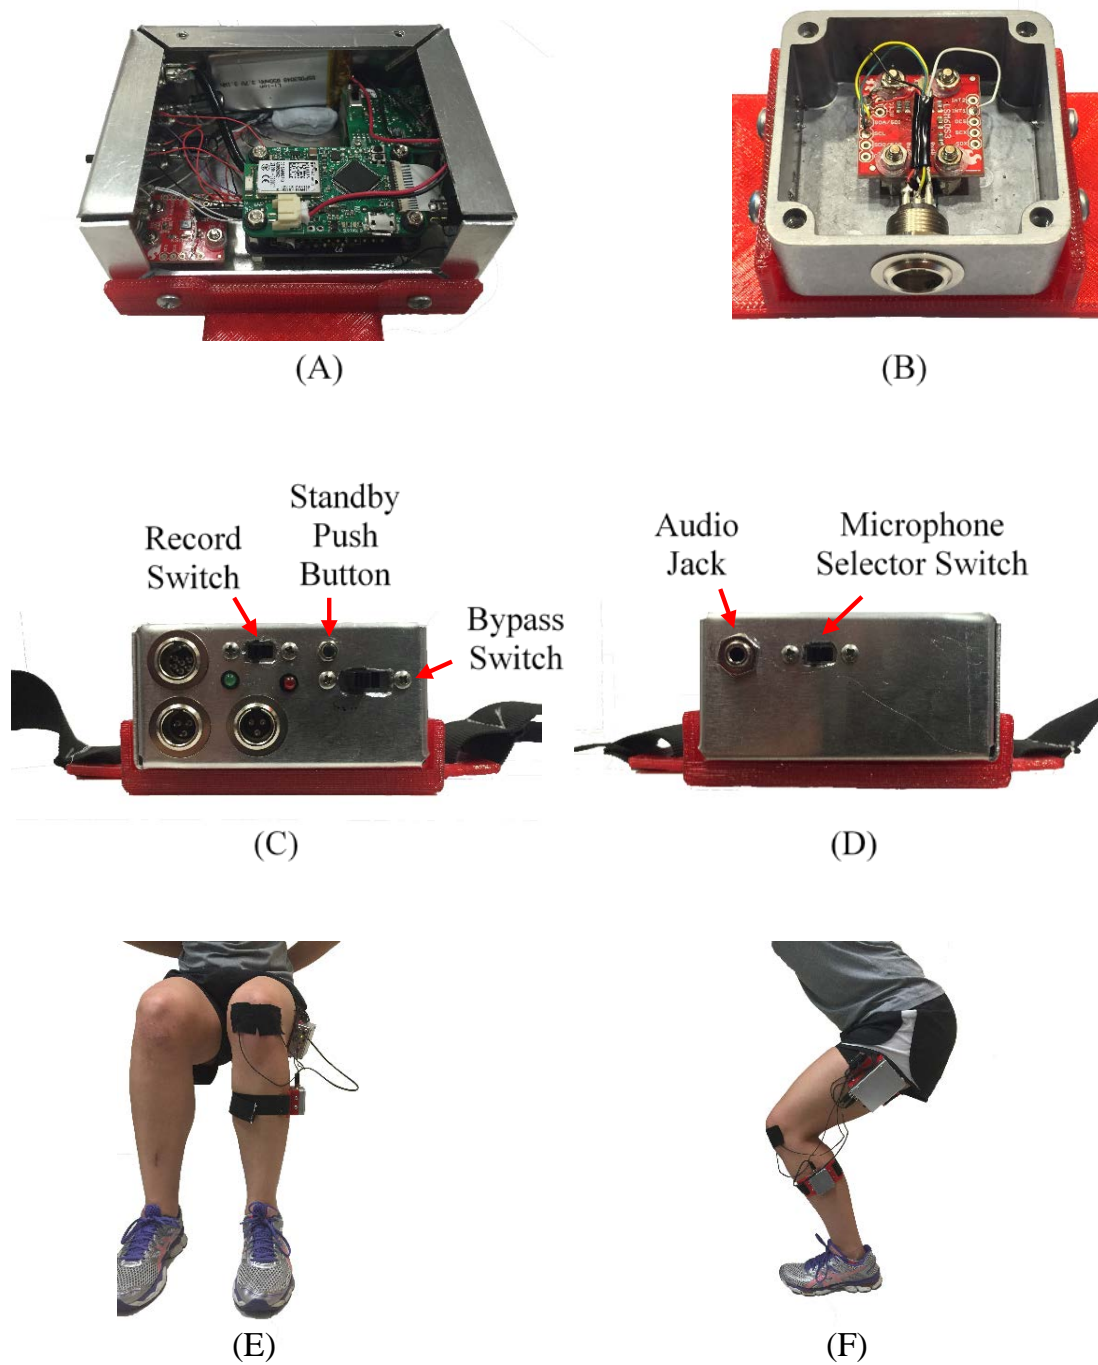 (A)
(B)
Record
Switch
Standby
Push
Button
Bypass
Switch
(C)
Audio
Jack
Microphone
Selector Switch
(D)
(E)
(F)